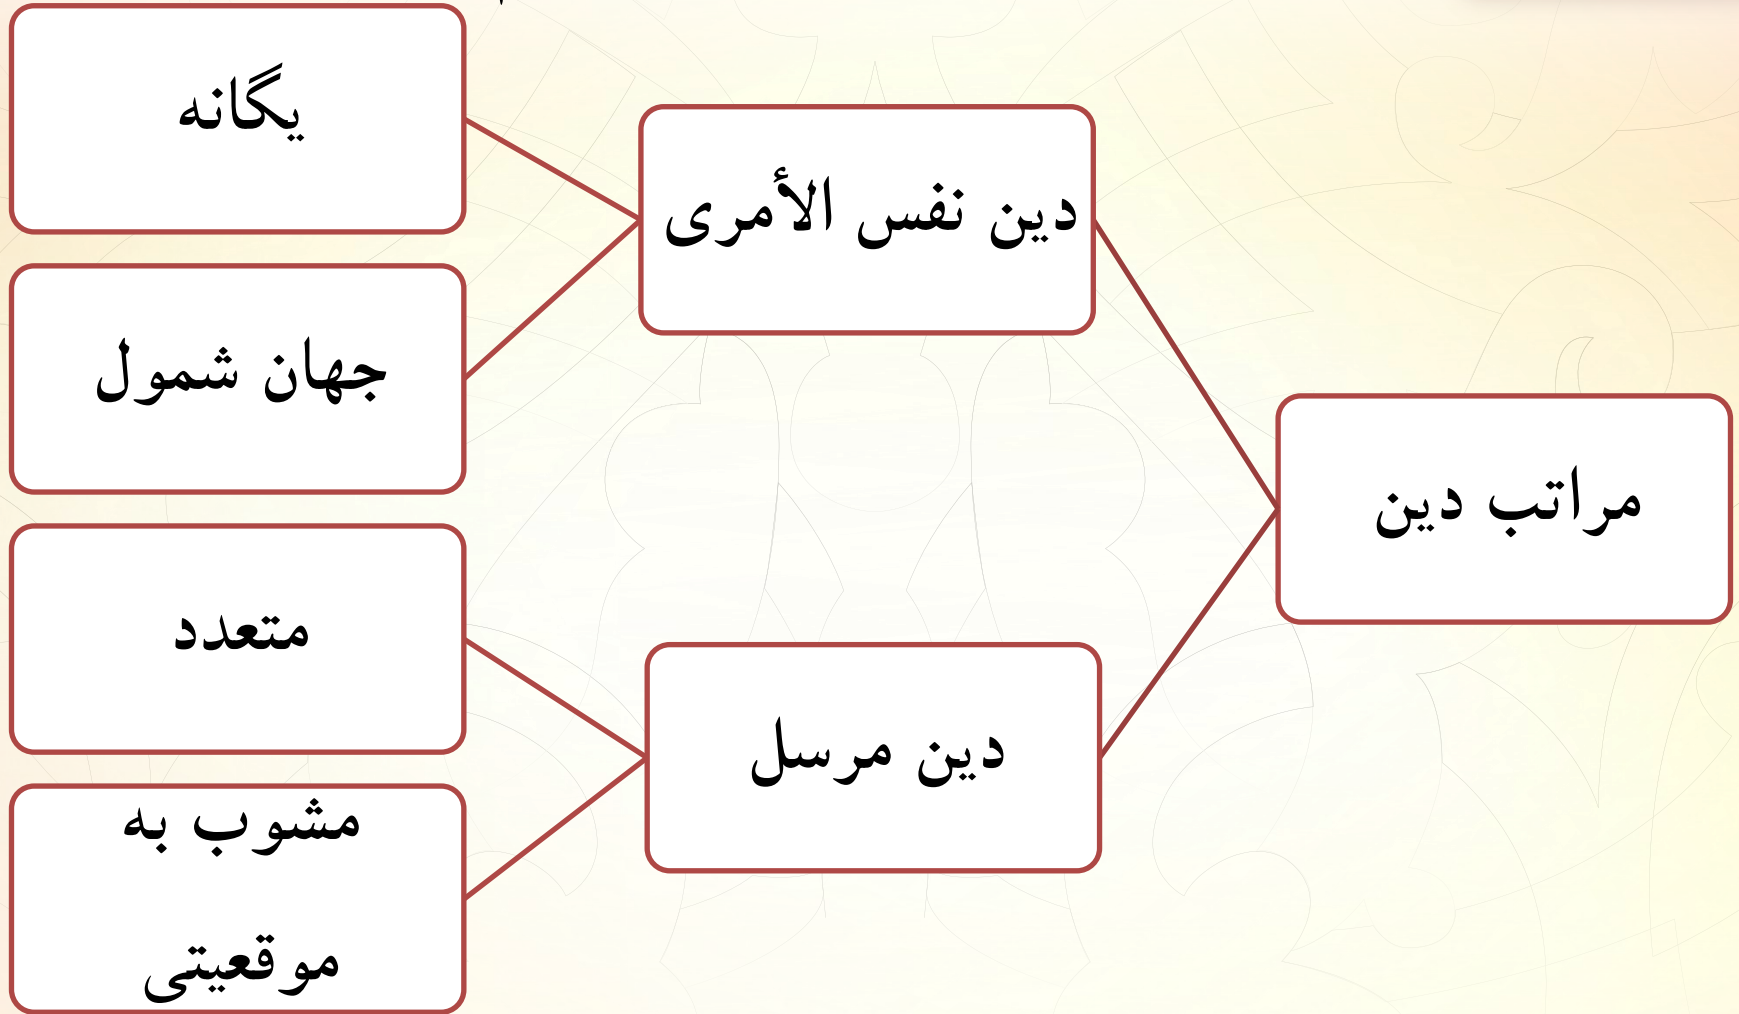 مراتب دین
دین نفس الأمری
یگانه
جهان شمول
دین مرسل
متعدد
مشوب به
موقعیتی